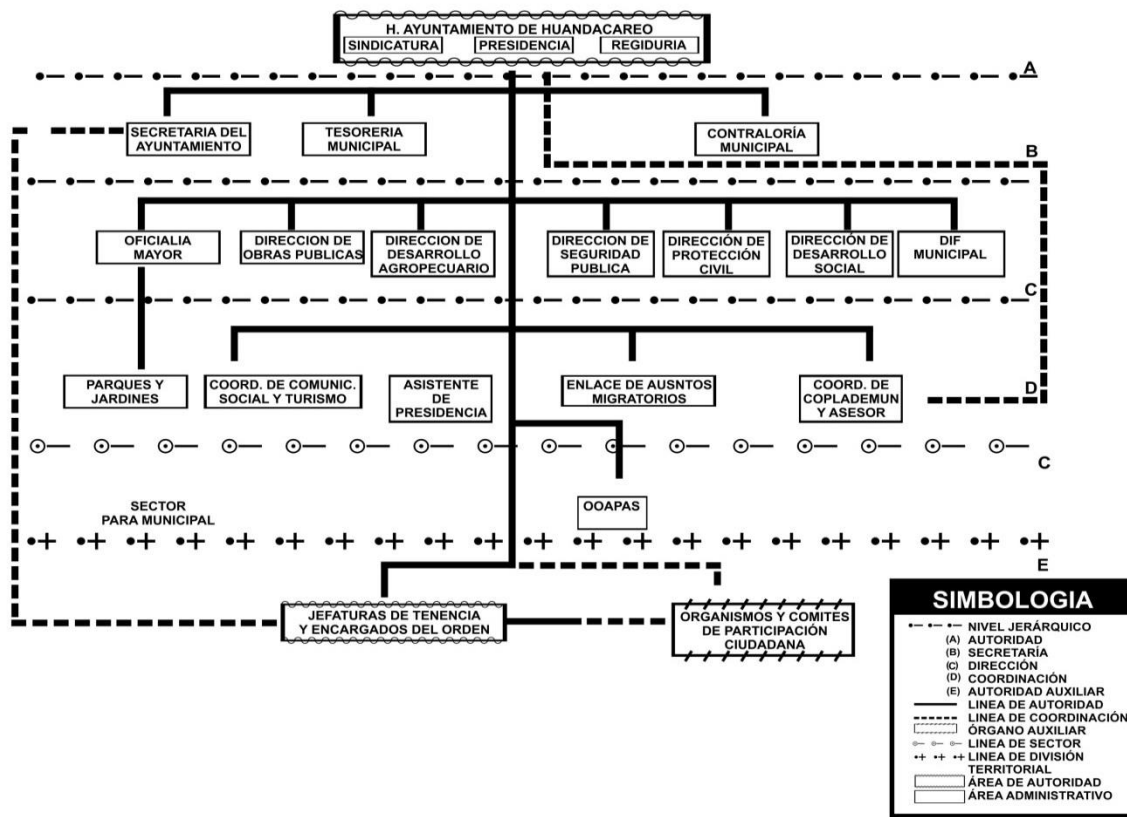 H. AYUNTAMIENTO DE HUANDACAREO
SINDICATURA
PRESIDENCIA
REGIDURIA
A
SECRETARIA DEL
AYUNTAMIENTO
TESORERIA
MUNICIPAL
CONTRALORÍA
MUNICIPAL
B
OFICIALIA
MAYOR
DIRECCION DE
OBRAS PUBLICAS
DIRECCION DE
DESARROLLO
AGROPECUARIO
DIRECCION DE
SEGURIDAD
PUBLICA
DIRECCIÓN DE
PROTECCIÓN
CIVIL
DIRECCIÓN DE
DESARROLLO
SOCIAL
DIF
MUNICIPAL
C
PARQUES Y
JARDINES
COORD. DE COMUNIC.
SOCIAL Y TURISMO
ASISTENTE
DE
PRESIDENCIA
ENLACE DE AUSNTOS
MIGRATORIOS
COORD. DE
COPLADEMUN
Y ASESOR
D
C
SECTOR
PARA MUNICIPAL
OOAPAS
E
JEFATURAS DE TENENCIA
Y ENCARGADOS DEL ORDEN
ORGANISMOS Y COMITES
DE PARTICIPACIÓN
CIUDADANA
SIMBOLOGIA
NIVEL JERÁRQUICO
(A) AUTORIDAD
(B) SECRETARÍA
(C) DIRECCIÓN
(D) COORDINACIÓN
(E) AUTORIDAD AUXILIAR
LINEA DE AUTORIDAD
LINEA DE COORDINACIÓN
ÓRGANO AUXILIAR
LINEA DE SECTOR
LINEA DE DIVISIÓN
TERRITORIAL
ÁREA DE AUTORIDAD
ÁREA ADMINISTRATIVO